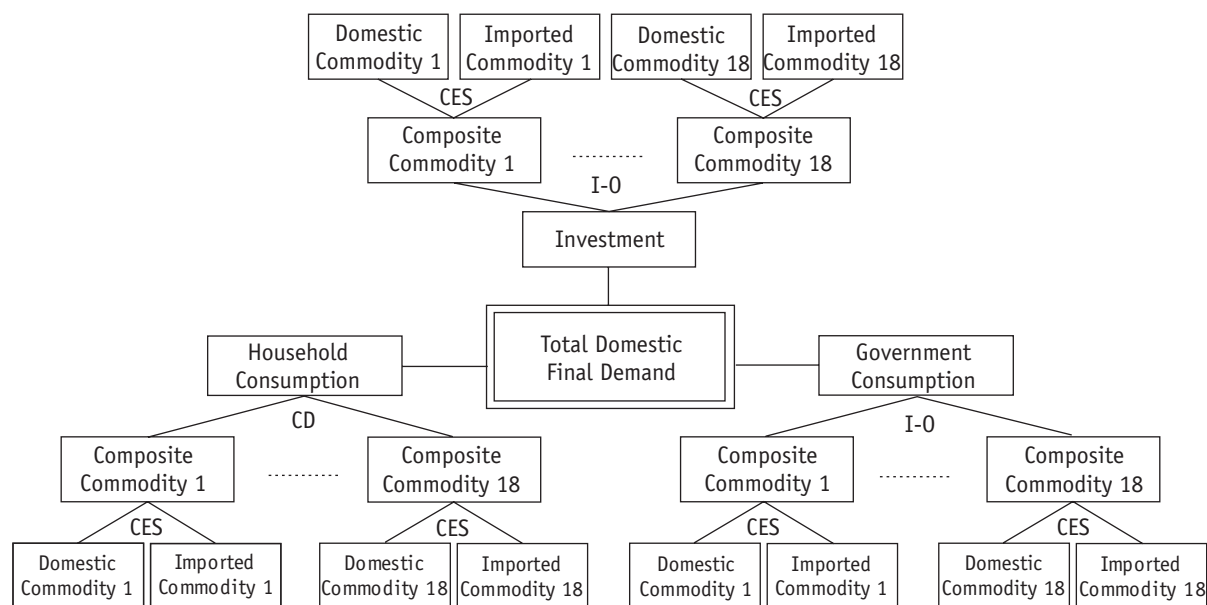 Domestic
Commodity 1
Imported
Commodity 1
Domestic
Commodity 18
Imported
Commodity 18
CES
CES
Composite
Commodity 1
Composite
Commodity 18
I-O
Investment
Total Domestic
Final Demand
Household
Consumption
Government
Consumption
CD
I-O
Composite
Commodity 1
Composite
Commodity 18
Composite
Commodity 1
Composite
Commodity 18
CES
CES
CES
CES
Domestic
Commodity 1
Imported
Commodity 1
Domestic
Commodity 18
Imported
Commodity 18
Domestic
Commodity 1
Imported
Commodity 1
Domestic
Commodity 18
Imported
Commodity 18